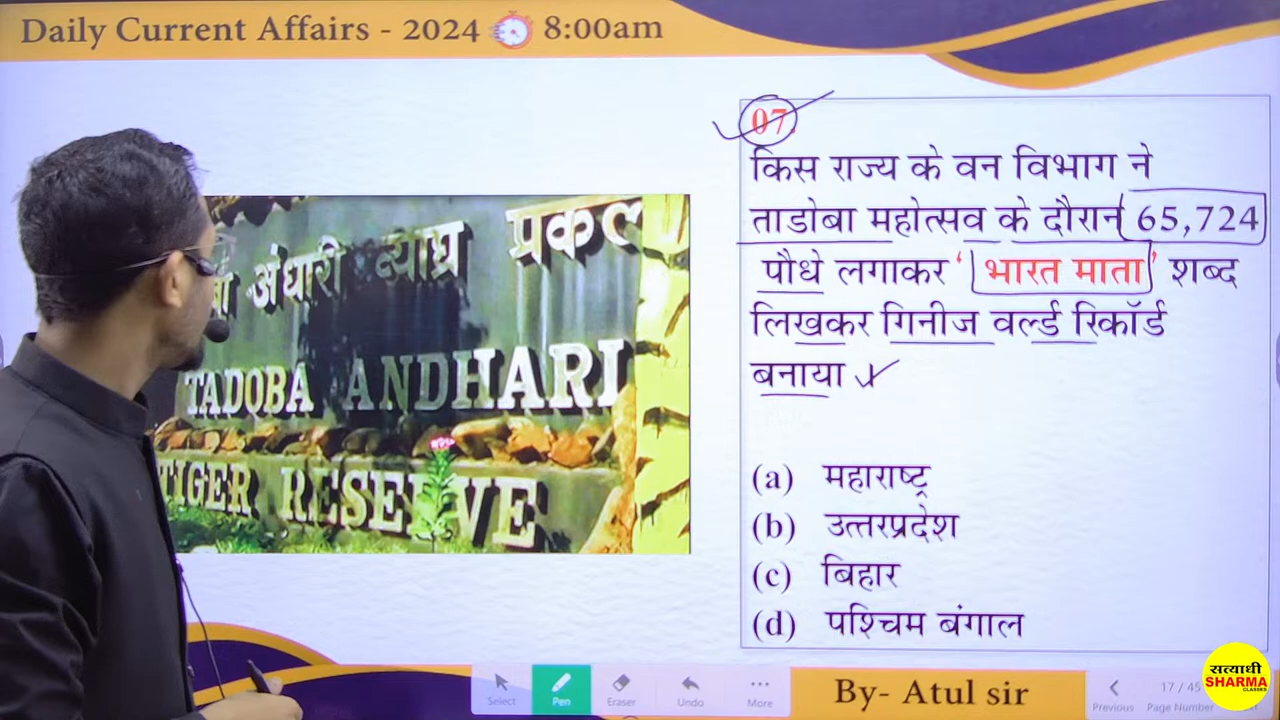 Daily Current Affairs - 2024 8:00am
07.
किस राज्य के वन विभाग ने
ताडोबा महोत्सव के दौरान 65,724
पौधे लगाकर ' भारत माता ' शब्द
लिखकर गिनीज वर्ल्ड रिकॉर्ड
बनाया
(a) महाराष्ट्र
(b) उत्तरप्रदेश
(c) बिहार
(d) पश्चिम बंगाल
अंधारी व्याघ्र प्रकल
TADOBA ANDHARI
TIGER RESERVE
Select Pen Eraser Undo More
By- Atul sir
Previous Page Number
17 / 45
सत्याधी
SHARMA
CLASSES